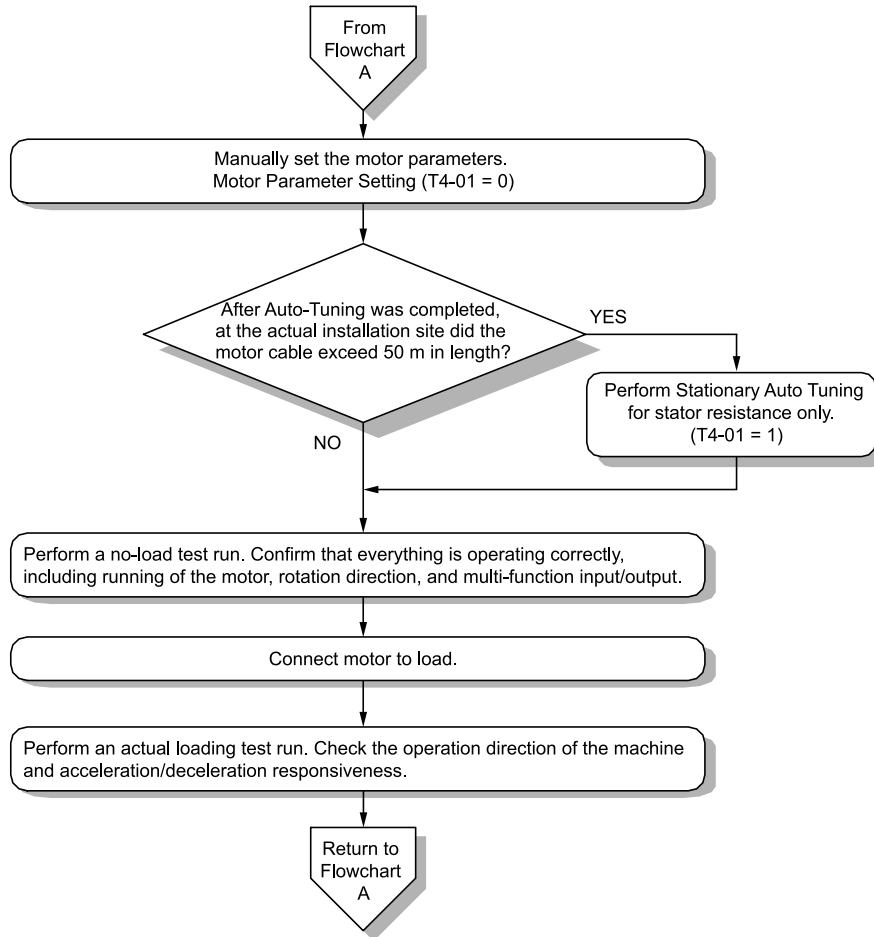 From
Flowchart
A
Manually set the motor parameters.
Motor Parameter Setting (T4-01 = 0)
After Auto-Tuning was completed,
at the actual installation site did the
motor cable exceed 50 m in length?
YES
Perform Stationary Auto Tuning
for stator resistance only.
(T4-01 = 1)
NO
Perform a no-load test run. Confirm that everything is operating correctly,
including running of the motor, rotation direction, and multi-function input/output.
Connect motor to load.
Perform an actual loading test run. Check the operation direction of the machine
and acceleration/deceleration responsiveness.
Return to
Flowchart
A